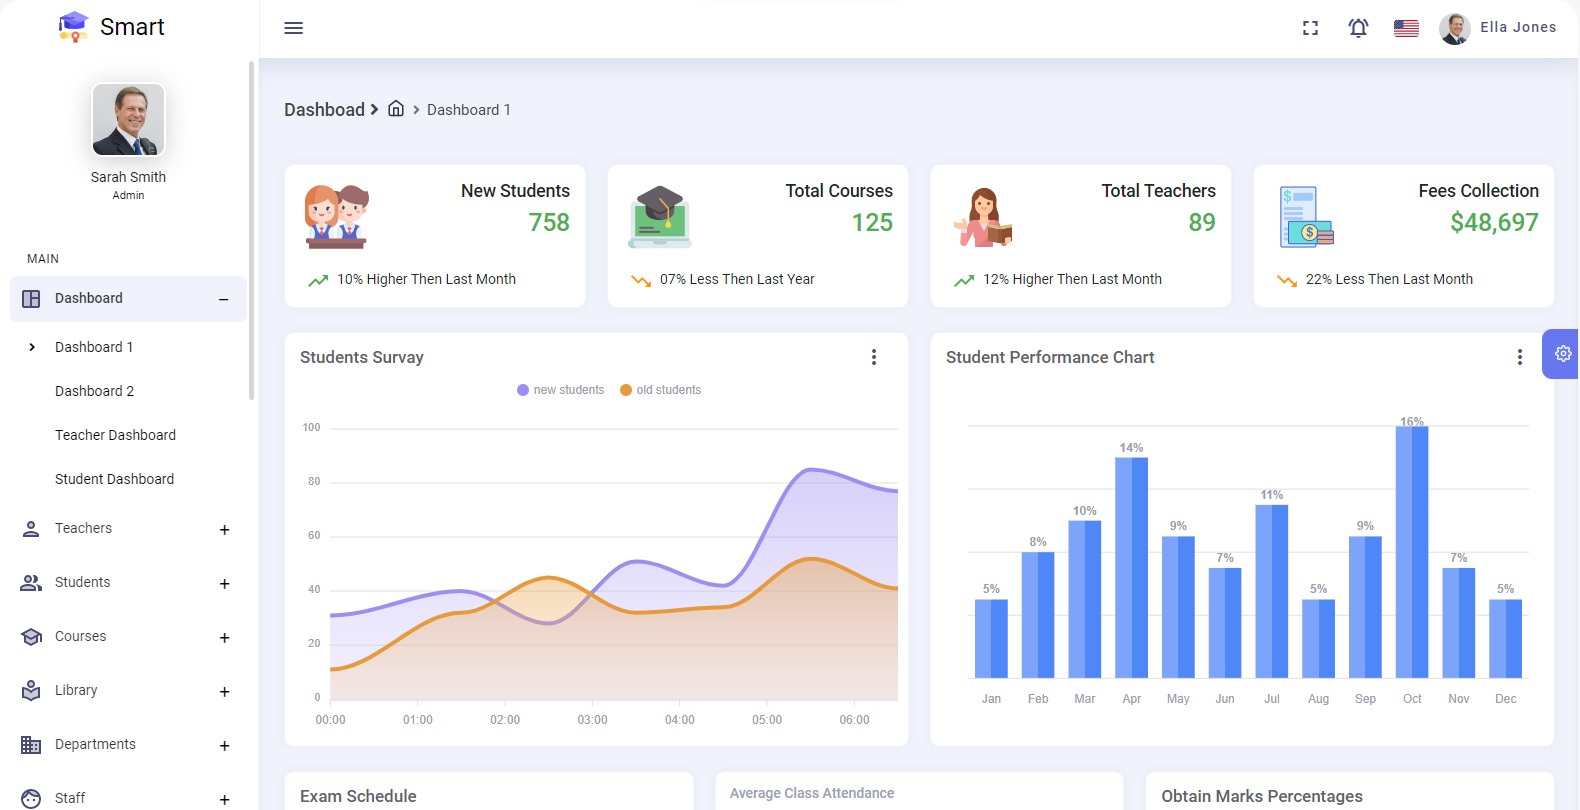 Smart
Ella Jones
Sarah Smith
Admin
MAIN
Dashboard
Dashboard 1
Dashboard 2
Teacher Dashboard
Student Dashboard
Teachers
Students
Courses
Library
Departments
Staff
Dashboad
Dashboard 1
New Students
758
10% Higher Then Last Month
Total Courses
125
07% Less Then Last Year
Total Teachers
89
12% Higher Then Last Month
Fees Collection
$48,697
22% Less Then Last Month
Students Survay
new students old students
100
80
60
40
20
0
00:00 01:00 02:00 03:00 04:00 05:00 06:00
Student Performance Chart
5% 8% 10% 14% 9% 7% 11% 5% 9% 16% 7% 5%
Jan Feb Mar Apr May Jun Jul Aug Sep Oct Nov Dec
Exam Schedule
Average Class Attendance
Obtain Marks Percentages